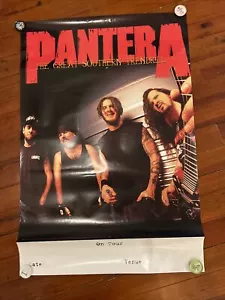 PANTERA
THE GREAT SOUTHERN TRENDKILL
On Tour
Date
Venue